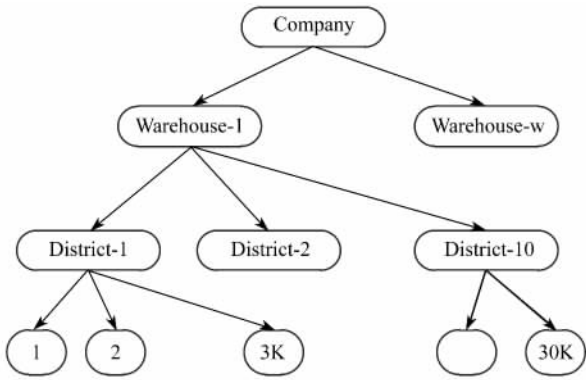 Company
Warehouse-1
Warehouse-w
District-1
District-2
District-10
1
2
3K
30K